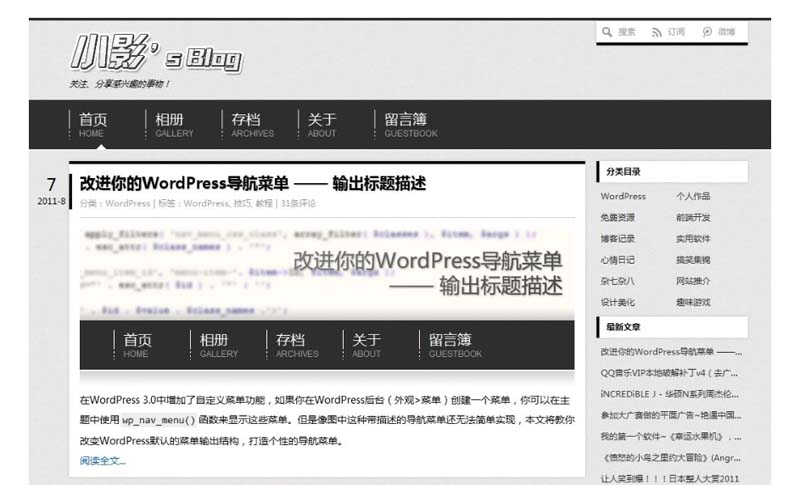 搜索 订阅 微博
小影's Blog
关注、分享感兴趣的事物！
首页 相册 存档 关于 留言簿
HOME GALLERY ARCHIVES ABOUT GUESTBOOK
7
2011-8
改进你的WordPress导航菜单 —— 输出标题描述
分类：WordPress | 标签：WordPress, 技巧, 教程 | 31条评论
改进你的WordPress导航菜单
—— 输出标题描述
首页 相册 存档 关于 留言簿
HOME GALLERY ARCHIVES ABOUT GUESTBOOK
在WordPress 3.0中增加了自定义菜单功能，如果你在WordPress后台（外观>菜单）创建一个菜单，你可以在主
题中使用 wp_nav_menu() 函数来显示这些菜单。但是像图中这种带描述的导航菜单还无法简单实现，本文将教你
改变WordPress默认的菜单输出结构，打造个性的导航菜单。
阅读全文...
分类目录
WordPress 个人作品
免费资源 前端开发
博客记录 实用软件
心情日记 搞笑集锦
杂七杂八 网站推介
设计美化 趣味游戏
最新文章
改进你的WordPress导航菜单 ——...
QQ音乐VIP本地破解补丁v4（去广...
iNCREDiBLE J - 华硕N系列周杰伦...
参加大广赛做的平面广告~艳遇中国...
我的第一个软件~《幸运水果机》，...
《愤怒的小鸟之里约大冒险》(Angr...
让人笑到爆！！！日本整人大赏2011